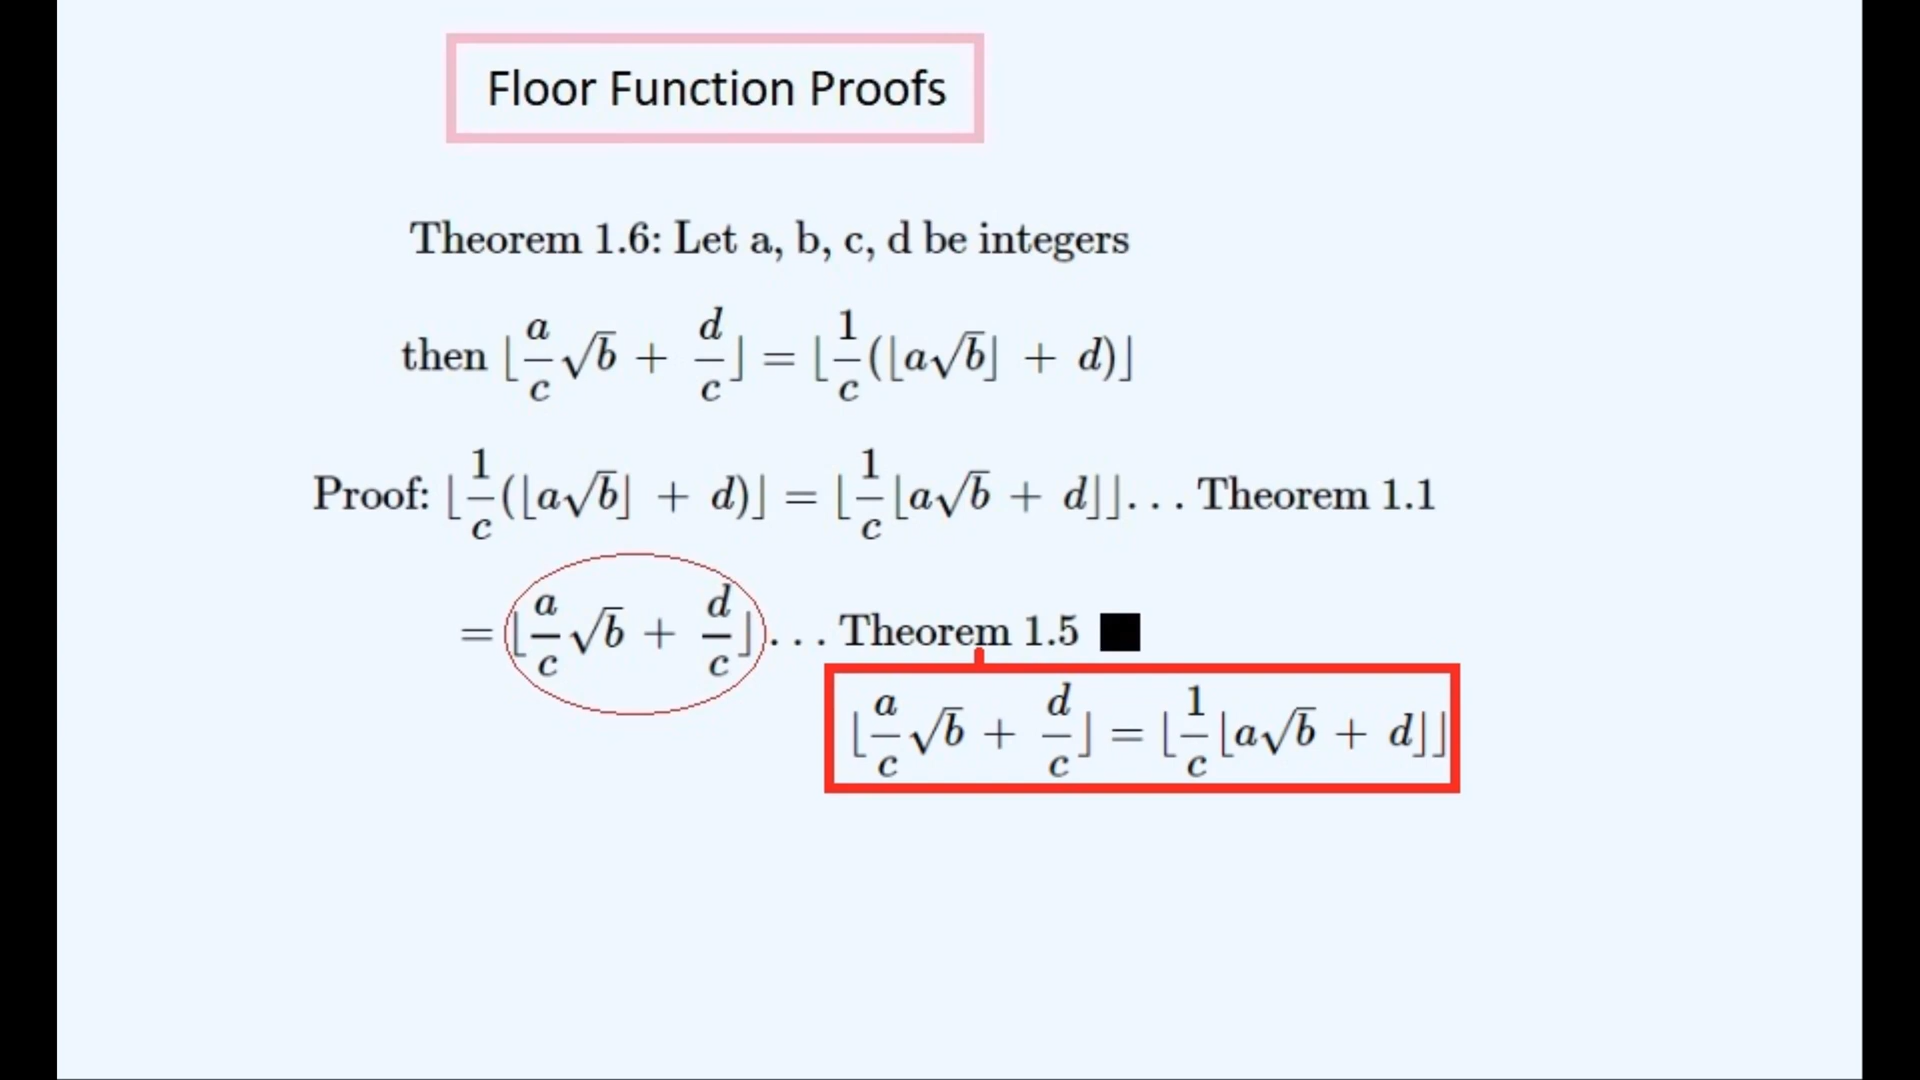 Floor Function Proofs
Theorem 1.6: Let a, b, c, d be integers
then ⌊a/c √b + d/c⌋ = ⌊1/c(⌊a√b⌋ + d)⌋
Proof: ⌊1/c(⌊a√b⌋ + d)⌋ = ⌊1/c⌊a√b + d⌋⌋... Theorem 1.1
= ⌊a/c √b + d/c⌋... Theorem 1.5 ■
⌊a/c √b + d/c⌋ = ⌊1/c⌊a√b + d⌋⌋